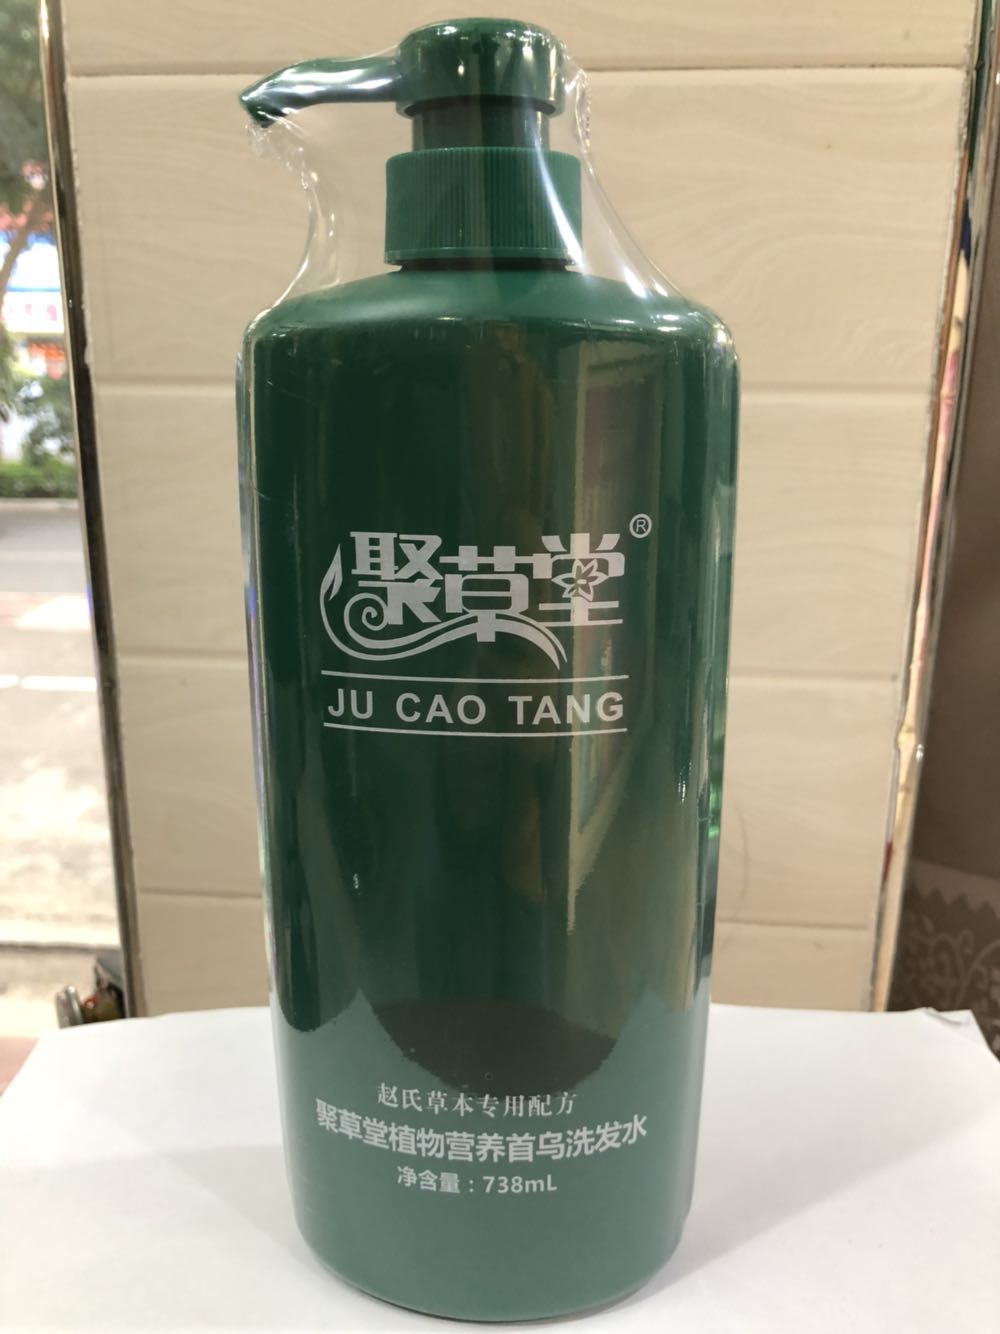 聚草堂®
JU CAO TANG
赵氏草本专用配方
聚草堂植物营养首乌洗发水
净含量：738mL